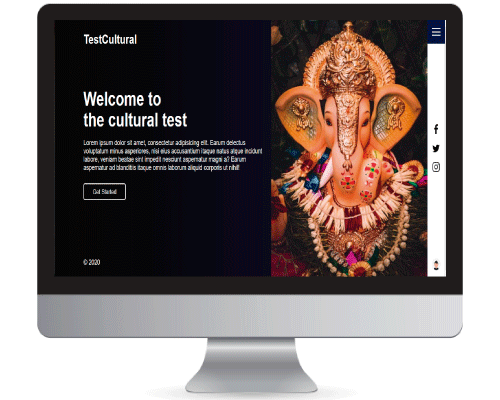 TestCultural
Welcome to
the cultural test
Lorem ipsum dolor sit amet, consectetur adipisicing elit. Earum delectus
voluptatum minus asperiores, nisi eius accusantium itaque natus atque incidunt
labore, veniam beatae sint impedit nesciunt aspernatur magni a? Earum
aspernatur ad blanditiis itaque omnis laborum aliquid corporis ut nihil!
Get Started
© 2020